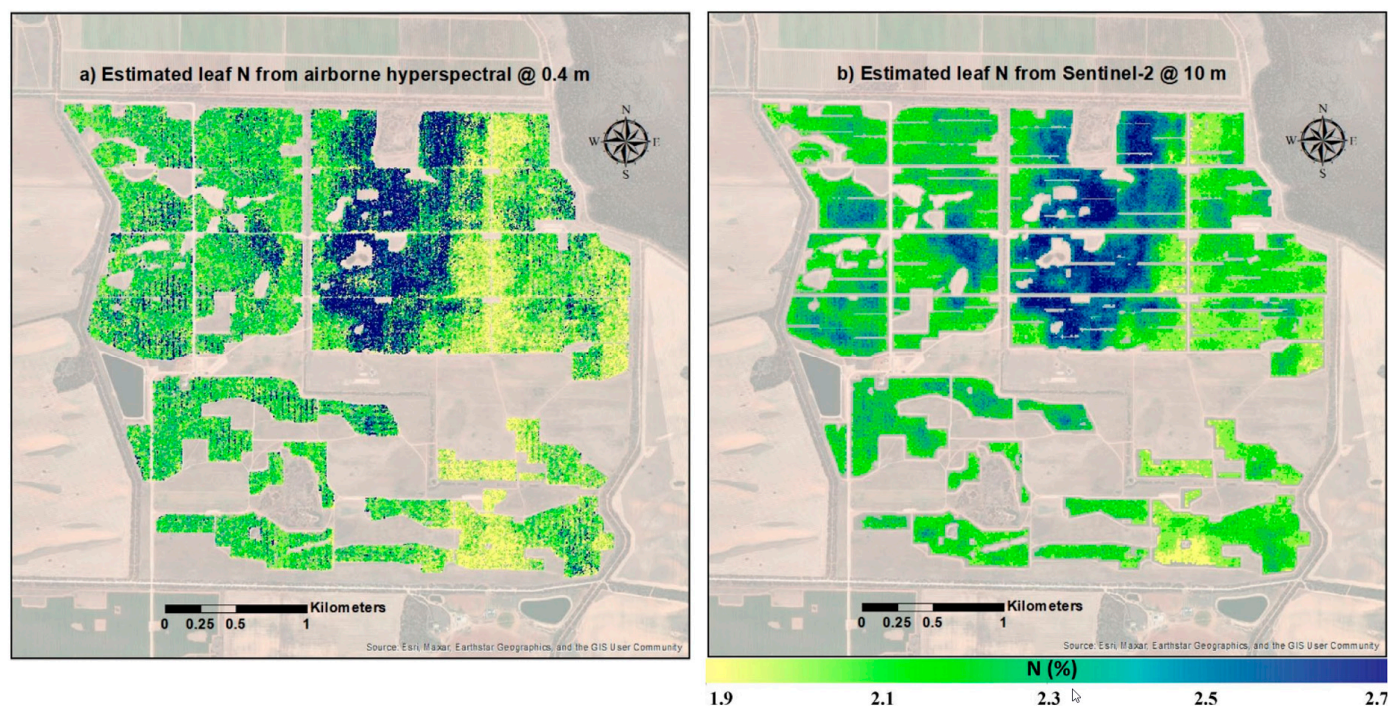 a) Estimated leaf N from airborne hyperspectral @ 0.4 m
N
W E
S
Kilometers
0 0.25 0.5 1
Source: Esri, Maxar, Earthstar Geographics, and the GIS User Community
b) Estimated leaf N from Sentinel-2 @ 10 m
N
W E
S
Kilometers
0 0.25 0.5 1
Source: Esri, Maxar, Earthstar Geographics, and the GIS User Community
N (%)
1.9 2.1 2.3 2.5 2.7